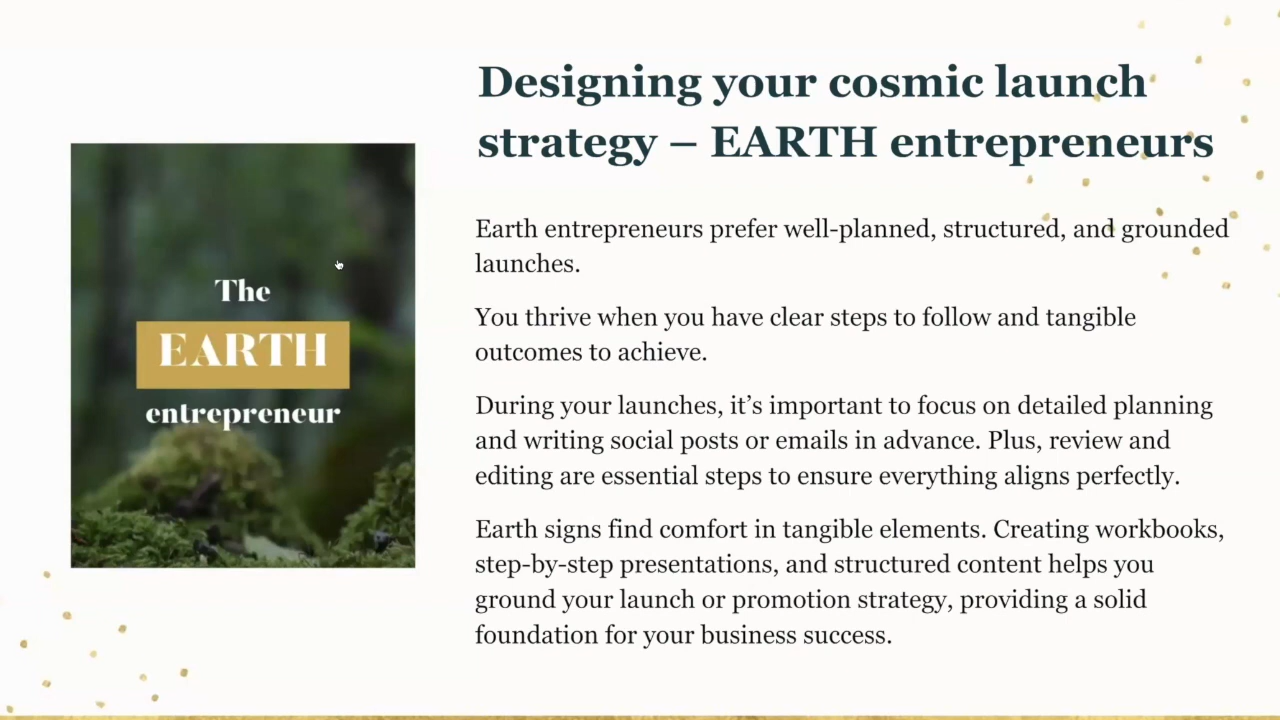 Designing your cosmic launch
strategy – EARTH entrepreneurs
The
EARTH
entrepreneur
Earth entrepreneurs prefer well-planned, structured, and grounded
launches.
You thrive when you have clear steps to follow and tangible
outcomes to achieve.
During your launches, it’s important to focus on detailed planning
and writing social posts or emails in advance. Plus, review and
editing are essential steps to ensure everything aligns perfectly.
Earth signs find comfort in tangible elements. Creating workbooks,
step-by-step presentations, and structured content helps you
ground your launch or promotion strategy, providing a solid
foundation for your business success.